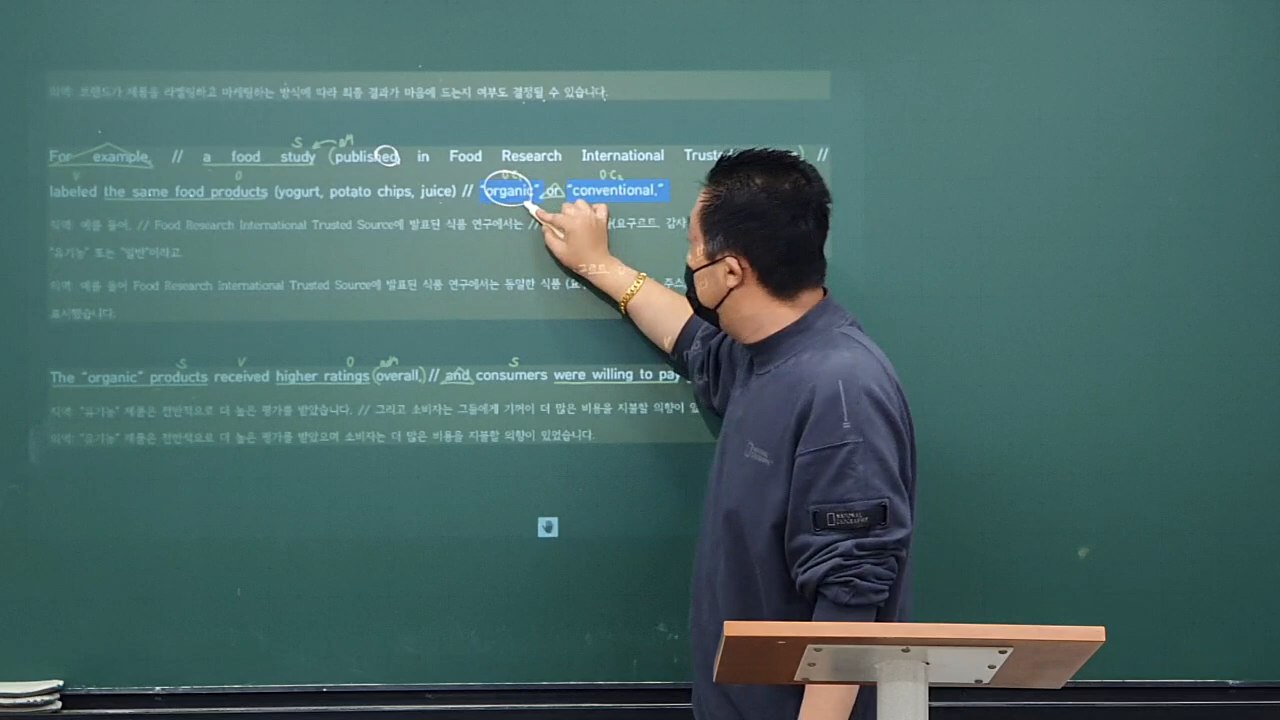 의역: 브랜드가 제품을 라벨링하고 마케팅하는 방식에 따라 최종 결과가 마음에 드는지 여부도 결정될 수 있습니다.
S M
For example, // a food study (published, in Food Research International //
V O O·C₁ O·C₂
labeled the same food products (yogurt, potato chips, juice) // "organic" or "conventional."
직역: 예를 들어, // Food Research International Trusted Source에 발표된 식품 연구에서는 // (요구르트,
"유기농" 또는 "일반"이라고
의역: 예를 들어 Food Research International Trusted Source에 발표된 식품 연구에서는 동일한 식품 주스
표시했습니다.
S V O S
The "organic" products received higher ratings (overall,) // and consumers were willing to pay
직역: "유기농" 제품은 전반적으로 더 높은 평가를 받았습니다. // 그리고 소비자는 그들에게 기꺼이 더 많은 비용을 지불할 의향이
의역: "유기농" 제품은 전반적으로 더 높은 평가를 받았으며 소비자는 더 많은 비용을 지불할 의향이 있었습니다.
NATIONAL GEOGRAPHIC
NATIONAL GEOGRAPHIC